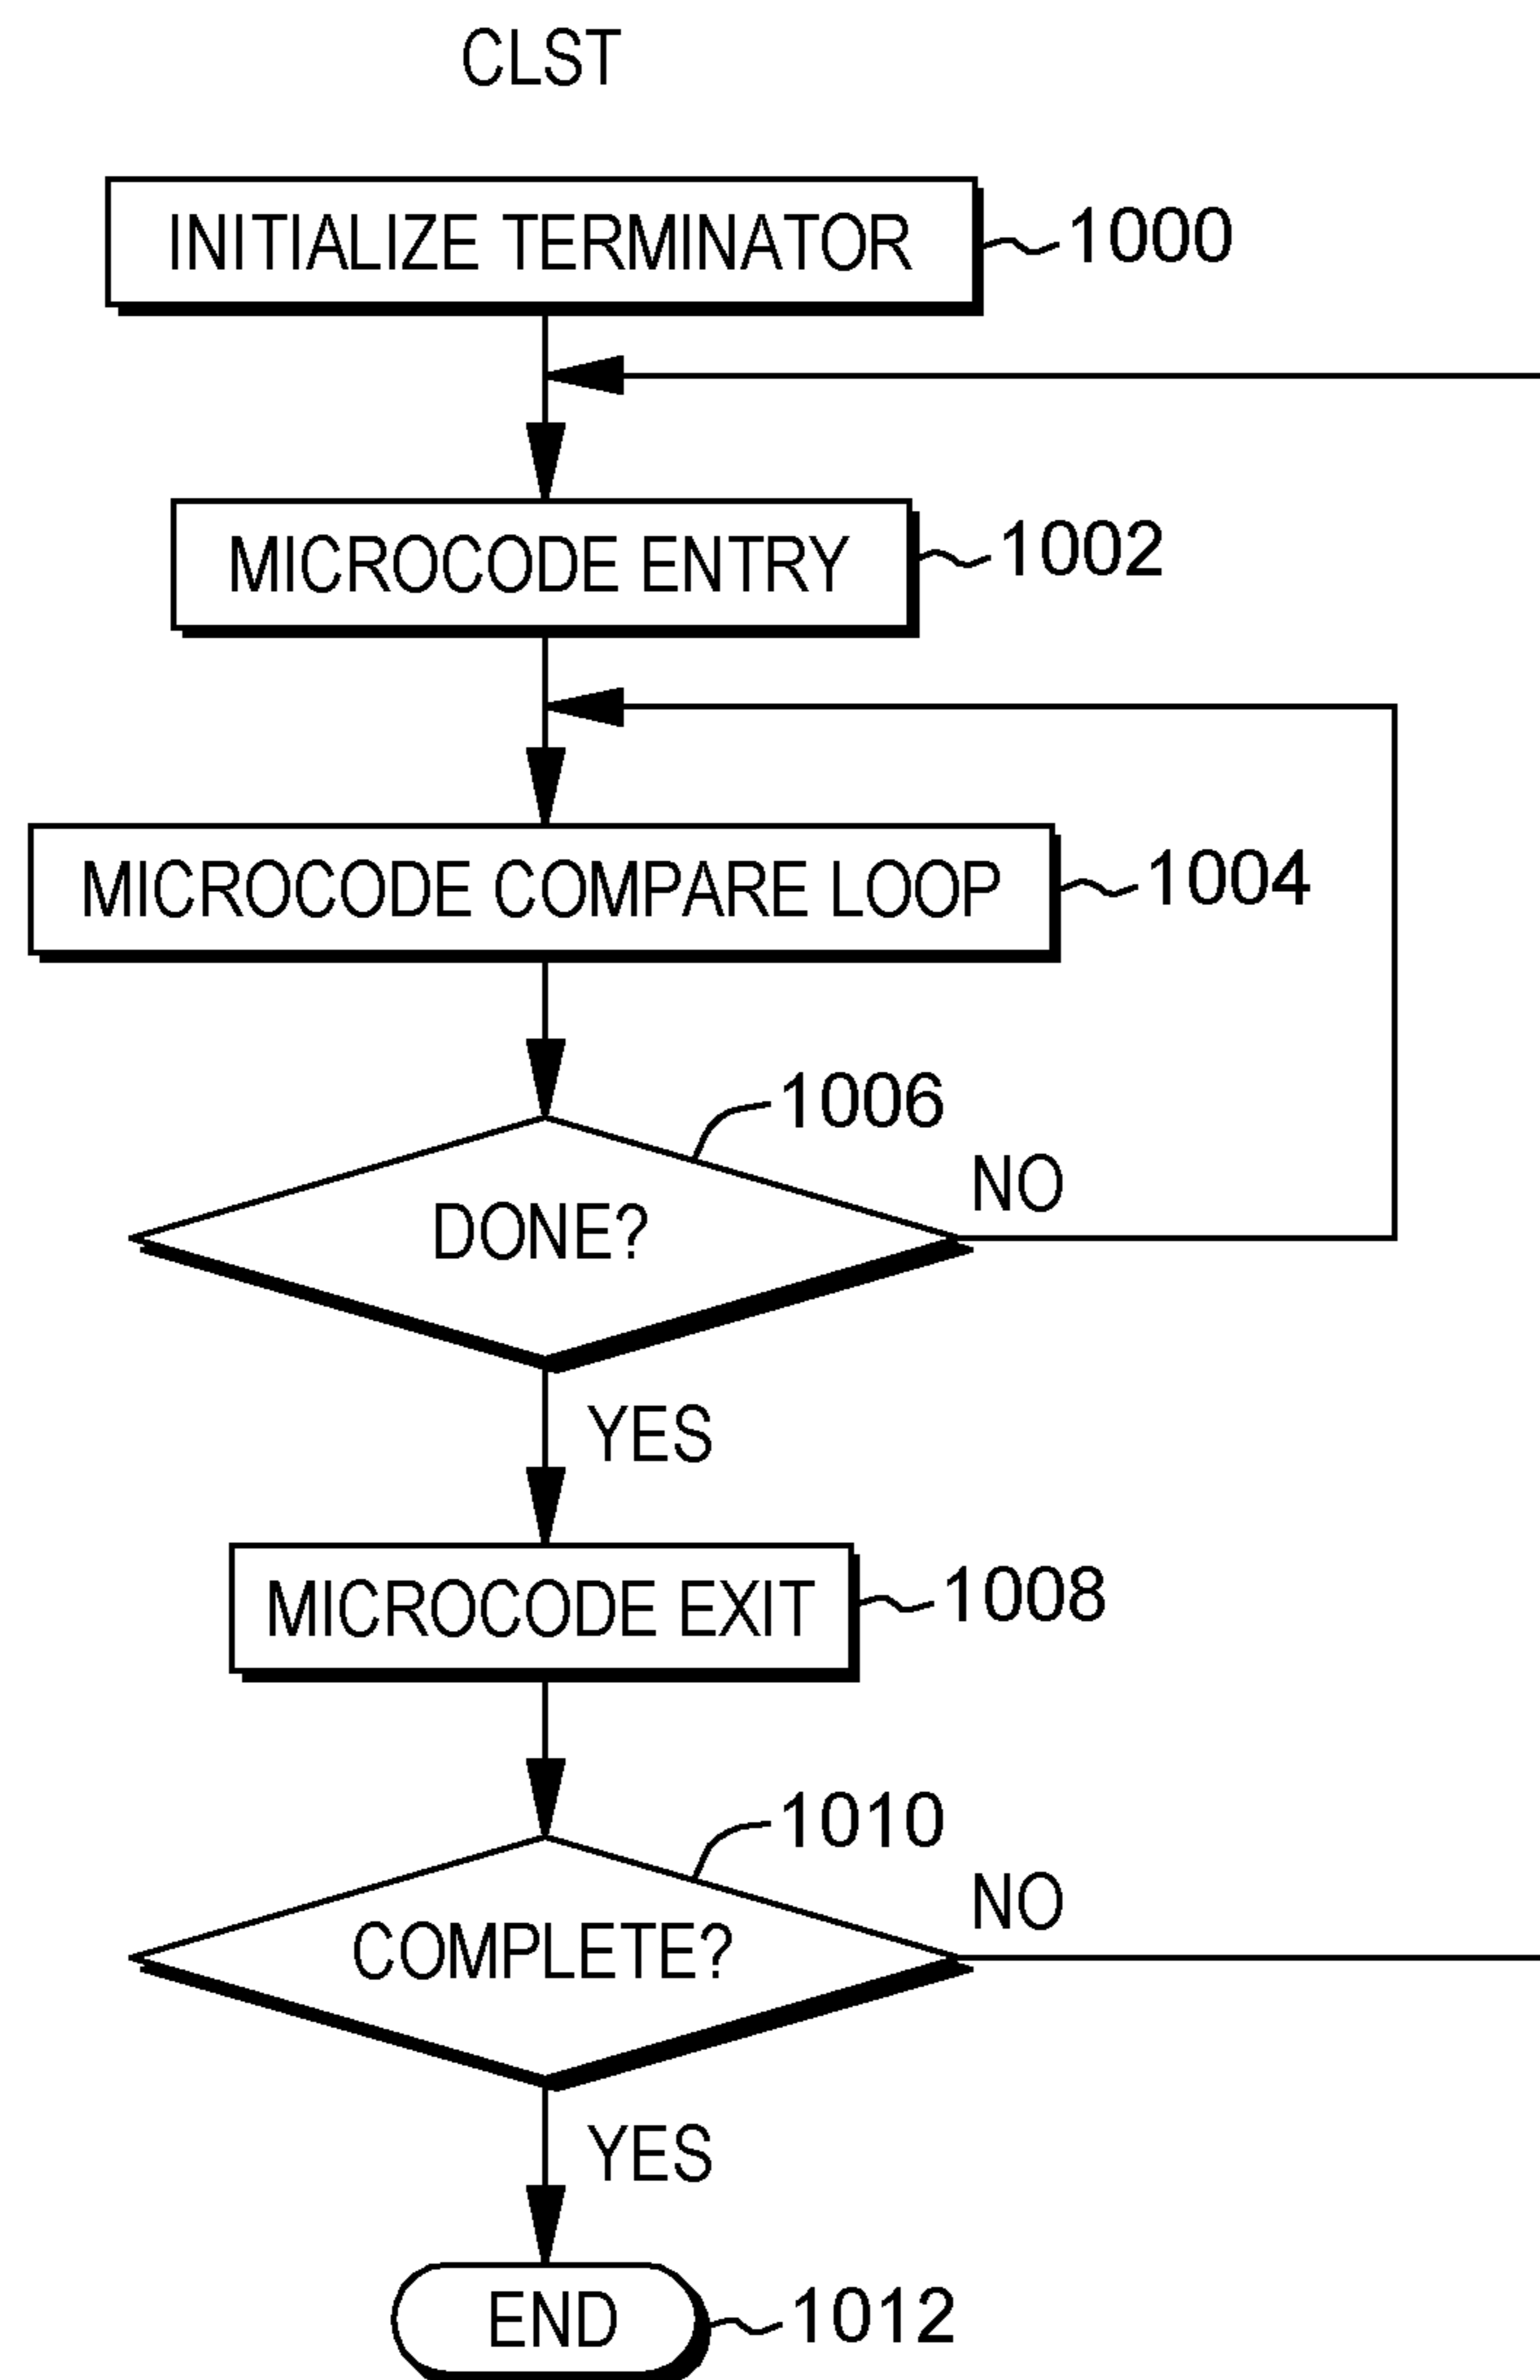 CLST
INITIALIZE TERMINATOR
1000
MICROCODE ENTRY
1002
MICROCODE COMPARE LOOP
1004
1006
DONE?
NO
YES
MICROCODE EXIT
1008
1010
COMPLETE?
NO
YES
END
1012